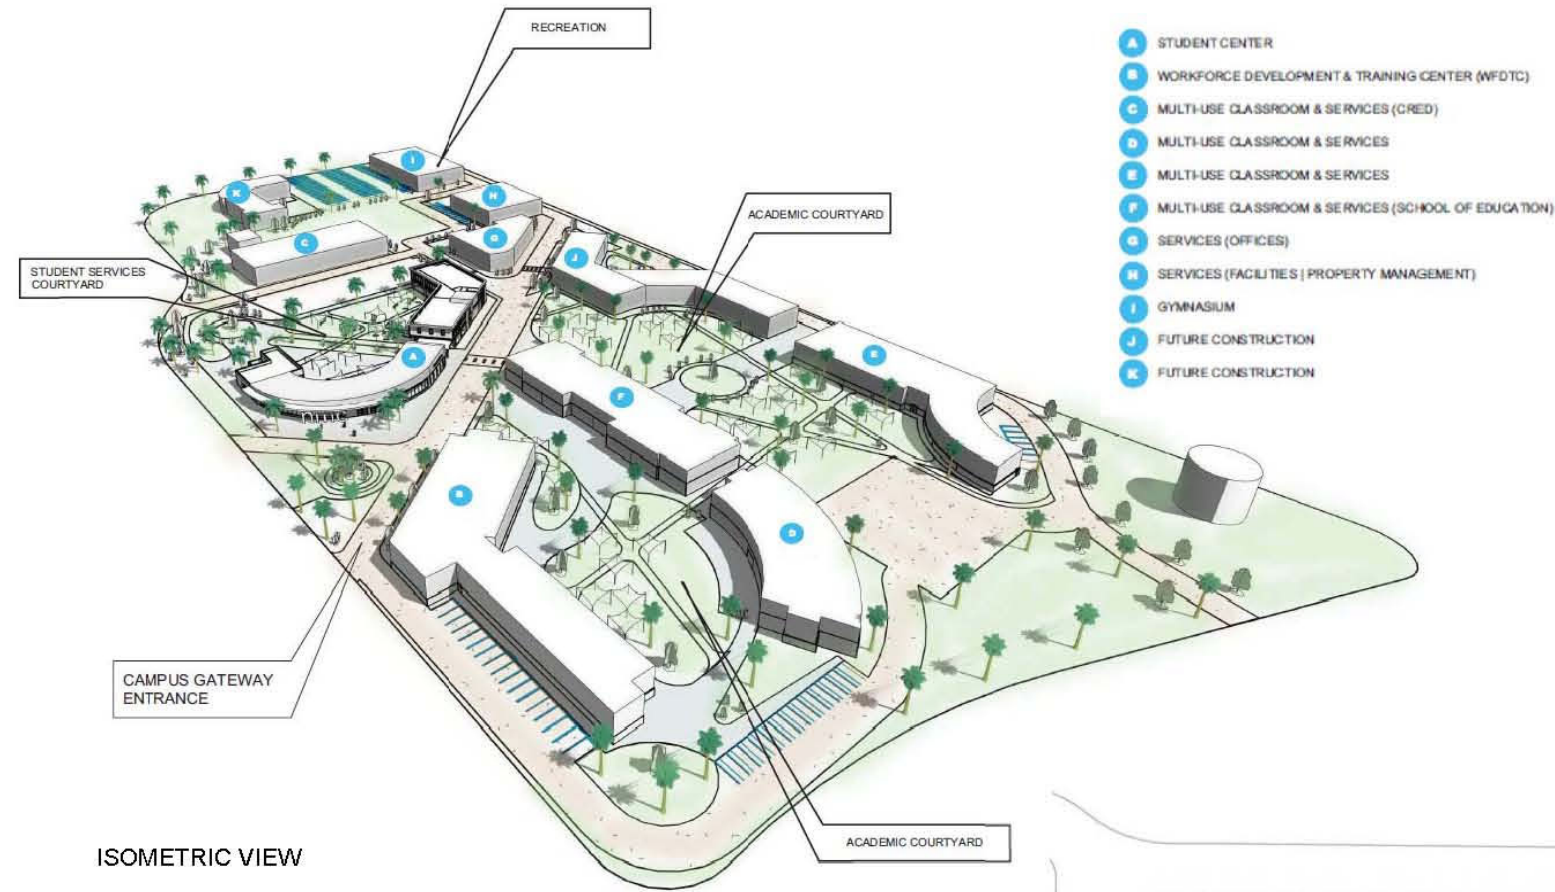 RECREATION
ACADEMIC COURTYARD
STUDENT SERVICES
COURTYARD
CAMPUS GATEWAY
ENTRANCE
ACADEMIC COURTYARD
ISOMETRIC VIEW
I
K
H
G
C
J
A
E
F
B
D
A STUDENT CENTER
B WORKFORCE DEVELOPMENT & TRAINING CENTER (WFDTC)
C MULTI-USE CLASSROOM & SERVICES (CRED)
D MULTI-USE CLASSROOM & SERVICES
E MULTI-USE CLASSROOM & SERVICES
F MULTI-USE CLASSROOM & SERVICES (SCHOOL OF EDUCATION)
G SERVICES (OFFICES)
H SERVICES (FACILITIES | PROPERTY MANAGEMENT)
I GYMNASIUM
J FUTURE CONSTRUCTION
K FUTURE CONSTRUCTION